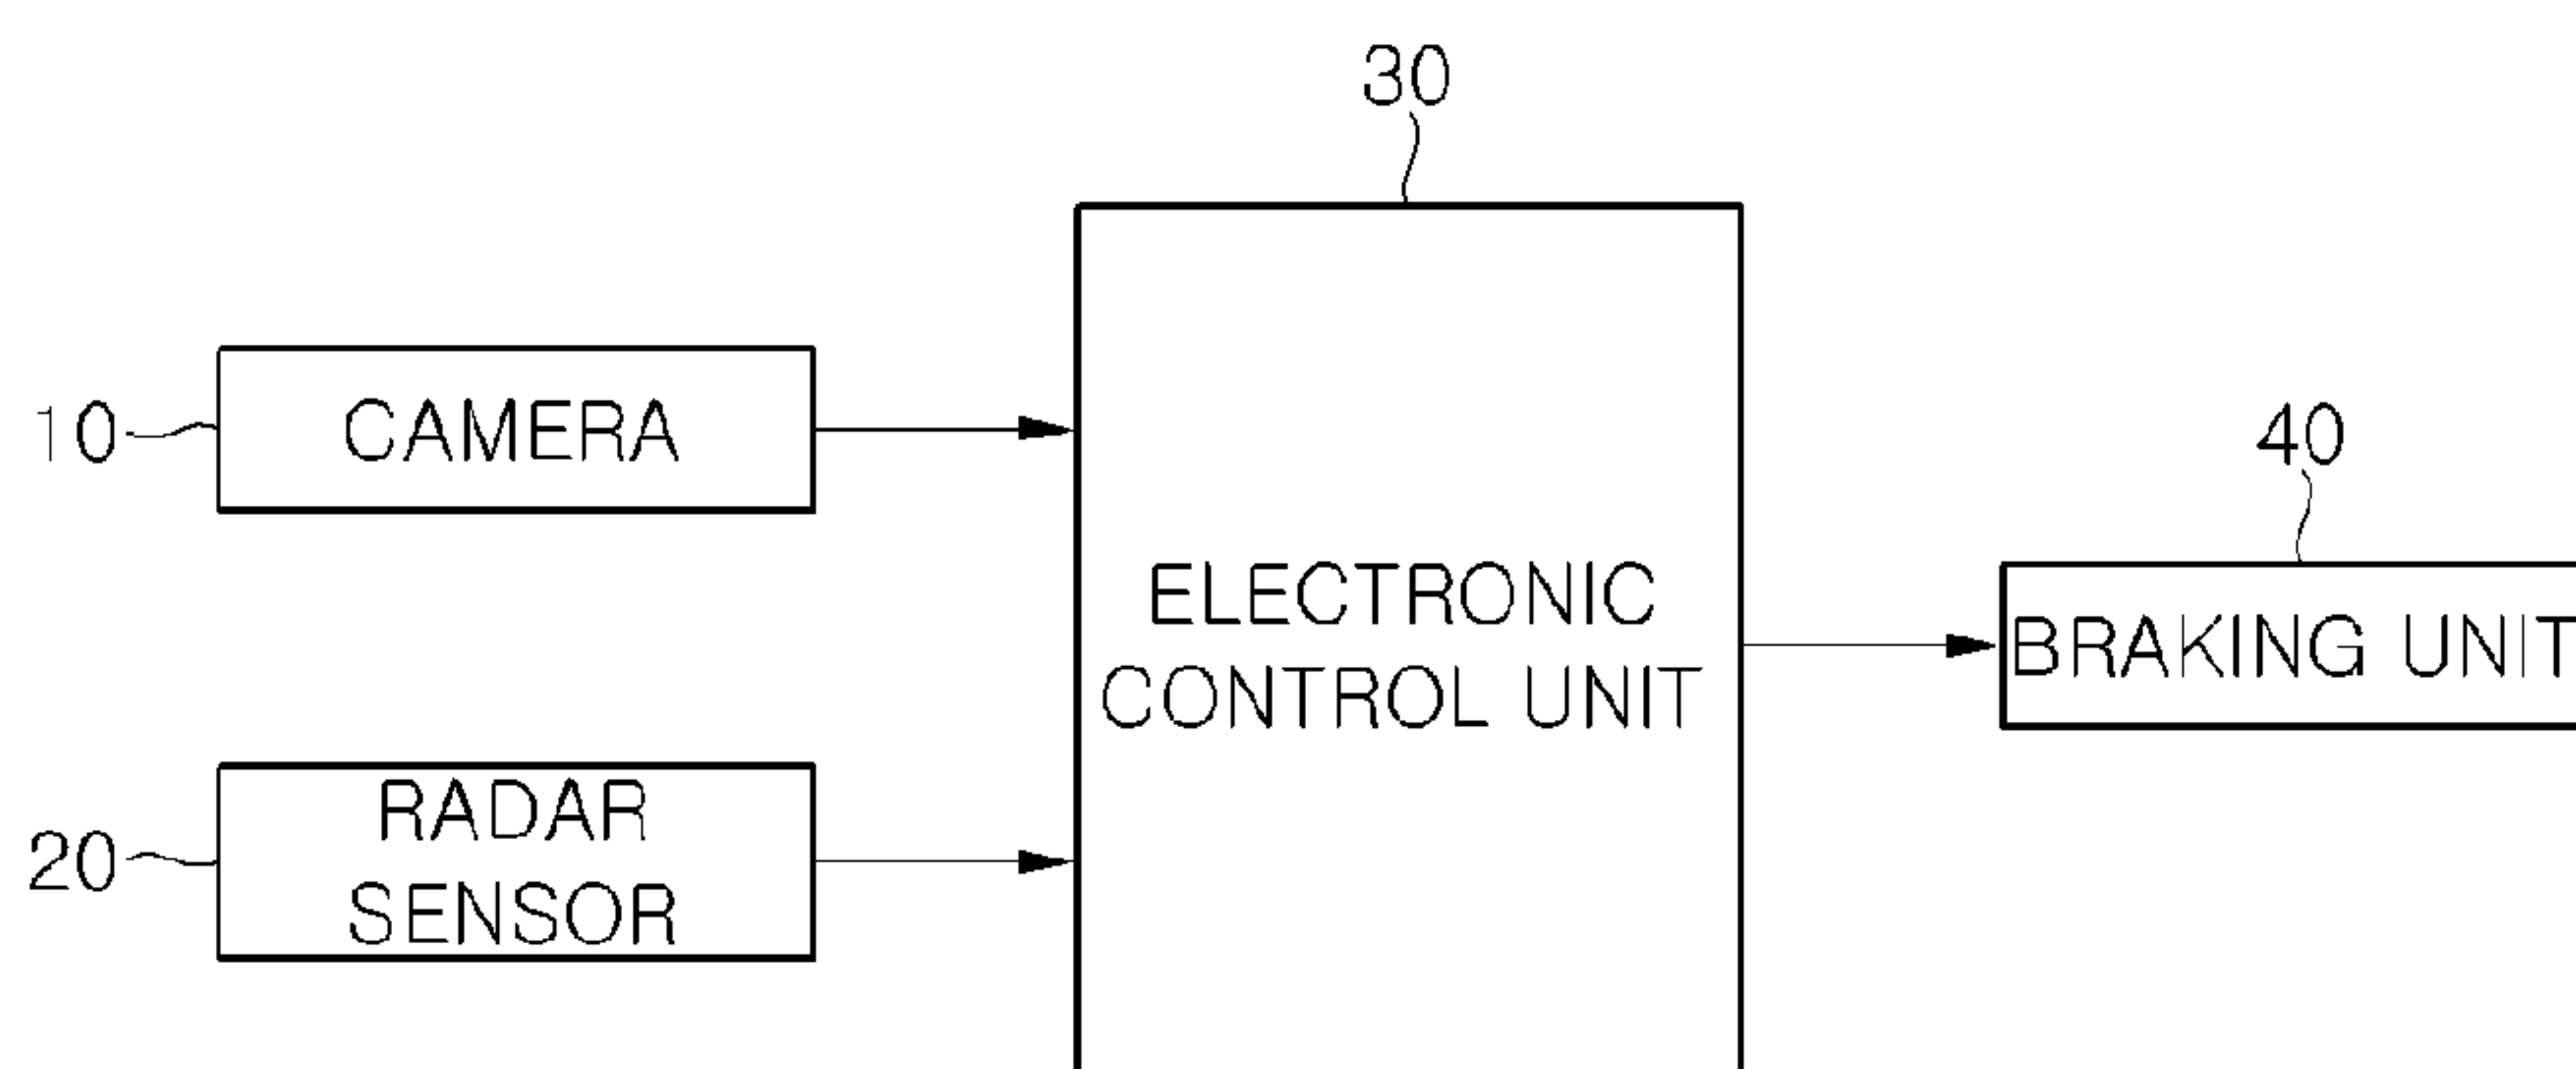 30
10
CAMERA
40
ELECTRONIC
CONTROL UNIT
BRAKING UNIT
20
RADAR
SENSOR